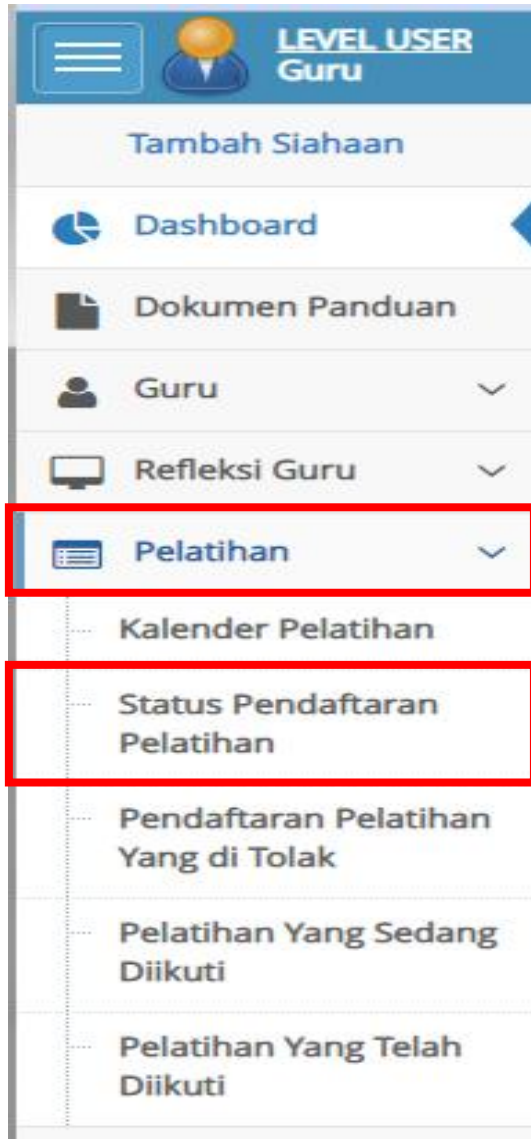 LEVEL USER
Guru
Tambah Siahaan
Dashboard
Dokumen Panduan
Guru
Refleksi Guru
Pelatihan
Kalender Pelatihan
Status Pendaftaran
Pelatihan
Pendaftaran Pelatihan
Yang di Tolak
Pelatihan Yang Sedang
Diikuti
Pelatihan Yang Telah
Diikuti